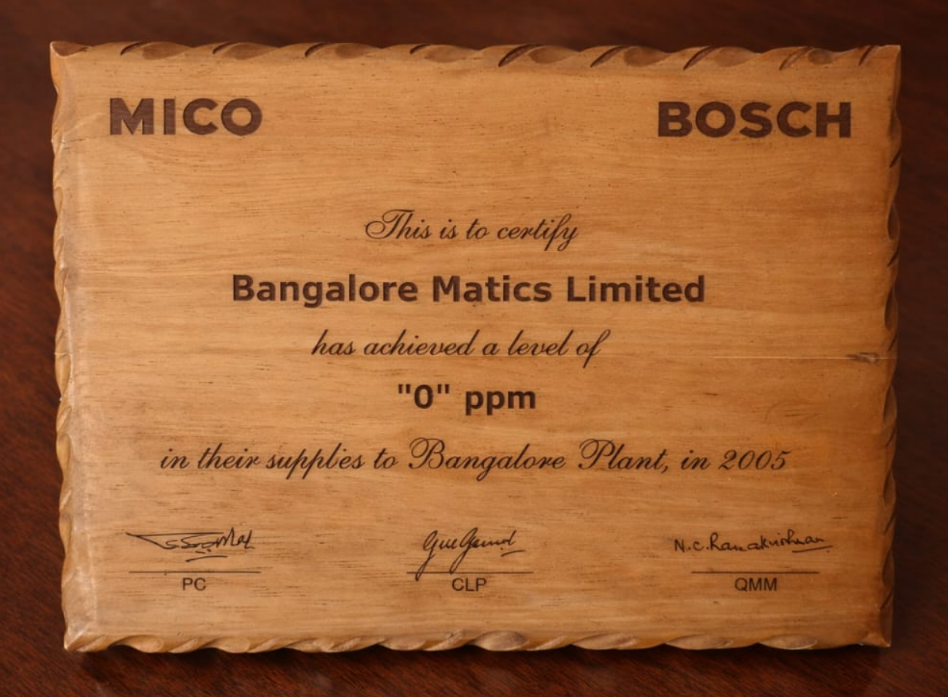 MICO BOSCH
This is to certify
Bangalore Matics Limited
has achieved a level of
"0" ppm
in their supplies to Bangalore Plant, in 2005
N.C.Ramakrishnan
PC CLP QMM